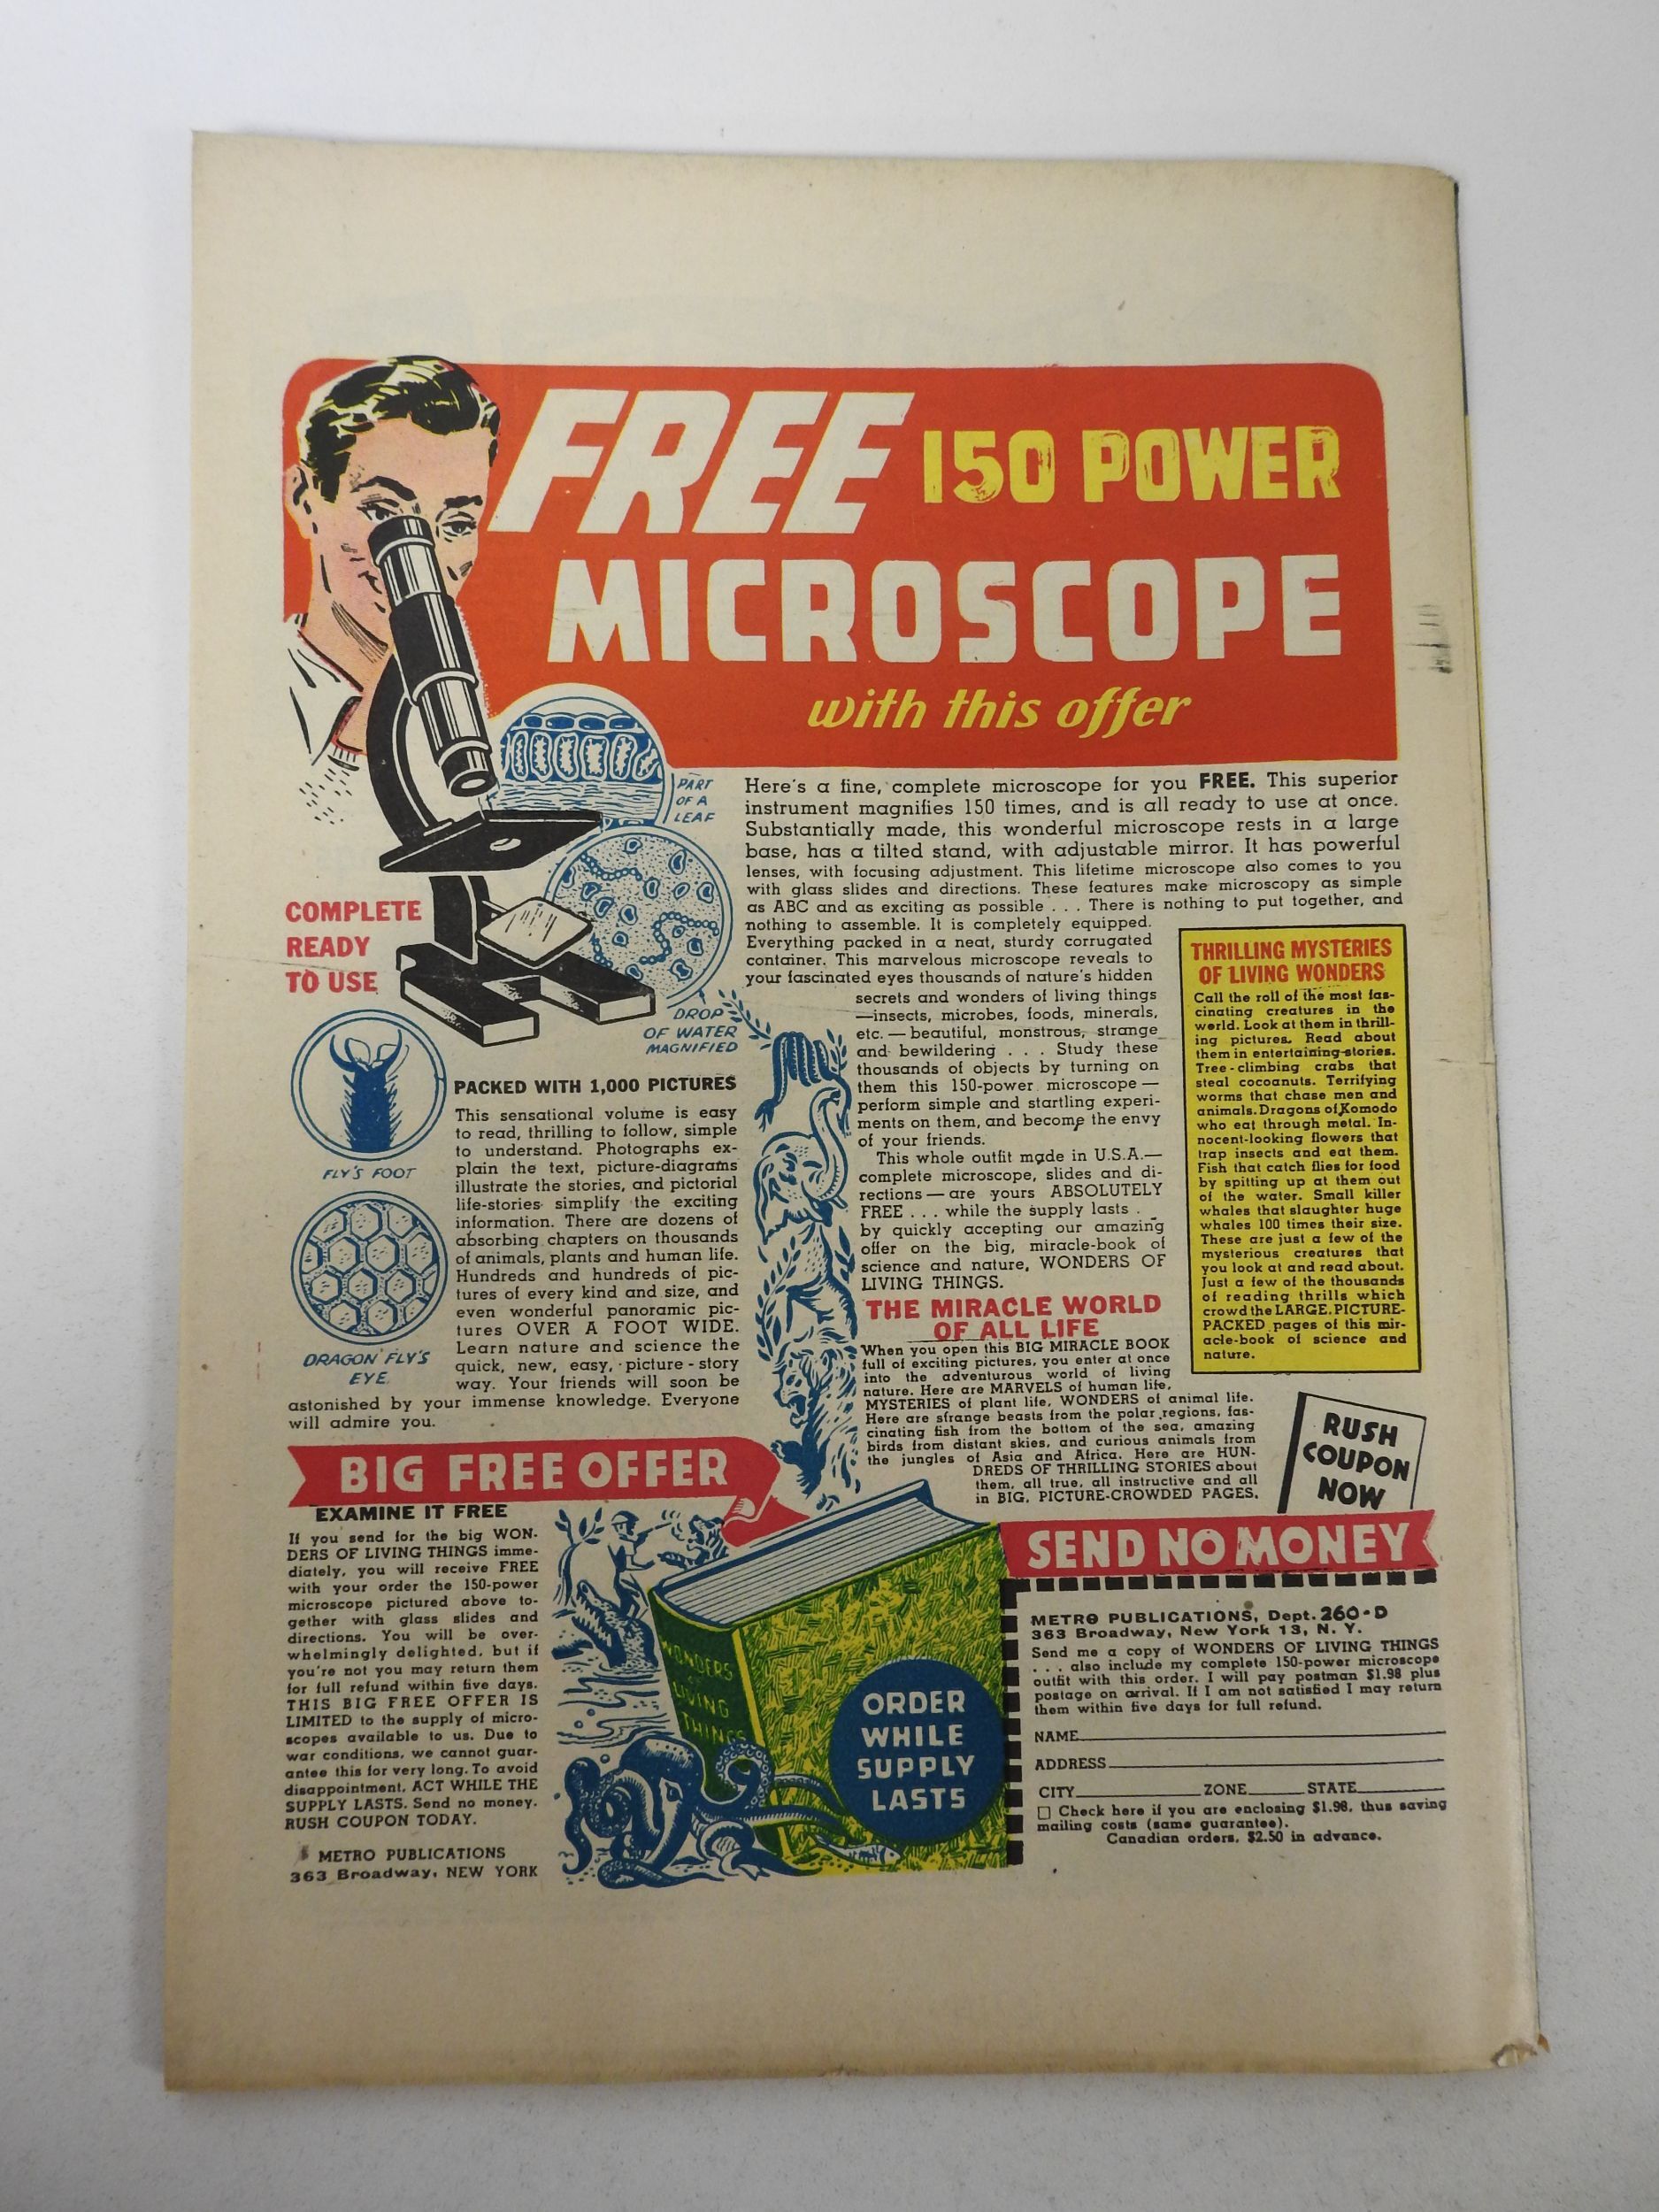 FREE 150 POWER
MICROSCOPE
with this offer
PART
OF A
LEAF
COMPLETE
READY
TO USE
DROP
OF WATER
MAGNIFIED
FLY'S FOOT
DRAGON FLY'S
EYE
Here's a fine, complete microscope for you FREE. This superior
instrument magnifies 150 times, and is all ready to use at once.
Substantially made, this wonderful microscope rests in a large
base, has a tilted stand, with adjustable mirror. It has powerful
lenses, with focusing adjustment. This lifetime microscope also comes to you
with glass slides and directions. These features make microscopy as simple
as ABC and as exciting as possible . . . There is nothing to put together, and
nothing to assemble. It is completely equipped.
Everything packed in a neat, sturdy corrugated
container. This marvelous microscope reveals to
your fascinated eyes thousands of nature's hidden
secrets and wonders of living things
—insects, microbes, foods, minerals,
etc. — beautiful, monstrous, strange
and bewildering . . . Study these
thousands of objects by turning on
them this 150-power microscope —
perform simple and startling experi-
ments on them, and become the envy
of your friends.
This whole outfit made in U.S.A.—
complete microscope, slides and di-
rections — are yours ABSOLUTELY
FREE . . . while the supply lasts .
by quickly accepting our amazing
offer on the big, miracle-book of
science and nature, WONDERS OF
LIVING THINGS.
THRILLING MYSTERIES
OF LIVING WONDERS
Call the roll of the most fas-
cinating creatures in the
world. Look at them in thrill-
ing pictures. Read about
them in entertaining stories.
Tree-climbing crabs that
steal cocoanuts. Terrifying
worms that chase men and
animals. Dragons of Komodo
who eat through metal. In-
nocent-looking flowers that
trap insects and eat them.
Fish that catch flies for food
by spitting up at them out
of the water. Small killer
whales that slaughter huge
whales 100 times their size.
These are just a few of the
mysterious creatures that
you look at and read about.
Just a few of the thousands
of reading thrills which
crowd the LARGE, PICTURE-
PACKED pages of this mir-
acle-book of science and
nature.
PACKED WITH 1,000 PICTURES
This sensational volume is easy
to read, thrilling to follow, simple
to understand. Photographs ex-
plain the text, picture-diagrams
illustrate the stories, and pictorial
life-stories simplify the exciting
information. There are dozens of
absorbing chapters on thousands
of animals, plants and human life.
Hundreds and hundreds of pic-
tures of every kind and size, and
even wonderful panoramic pic-
tures OVER A FOOT WIDE.
Learn nature and science the
quick, new, easy, picture-story
way. Your friends will soon be
astonished by your immense knowledge. Everyone
will admire you.
THE MIRACLE WORLD
OF ALL LIFE
When you open this BIG MIRACLE BOOK
full of exciting pictures, you enter at once
into the adventurous world of living
nature. Here are MARVELS of human life,
MYSTERIES of plant life, WONDERS of animal life.
Here are strange beasts from the polar regions, fas-
cinating fish from the bottom of the sea, amazing
birds from distant skies, and curious animals from
the jungles of Asia and Africa. Here are HUN-
DREDS OF THRILLING STORIES about
them, all true, all instructive and all
in BIG, PICTURE-CROWDED PAGES.
RUSH
COUPON
NOW
BIG FREE OFFER
EXAMINE IT FREE
If you send for the big WON-
DERS OF LIVING THINGS imme-
diately, you will receive FREE
with your order the 150-power
microscope pictured above to-
gether with glass slides and
directions. You will be over-
whelmingly delighted, but if
you're not you may return them
for full refund within five days.
THIS BIG FREE OFFER IS
LIMITED to the supply of micro-
scopes available to us. Due to
war conditions, we cannot guar-
antee this for very long. To avoid
disappointment, ACT WHILE THE
SUPPLY LASTS. Send no money.
RUSH COUPON TODAY.
METRO PUBLICATIONS
363 Broadway, NEW YORK
WONDERS
OF
LIVING
THINGS
ORDER
WHILE
SUPPLY
LASTS
SEND NO MONEY
METRO PUBLICATIONS, Dept. 260-D
363 Broadway, New York 13, N. Y.
Send me a copy of WONDERS OF LIVING THINGS
. . . also include my complete 150-power microscope
outfit with this order. I will pay postman $1.98 plus
postage on arrival. If I am not satisfied I may return
them within five days for full refund.
NAME
ADDRESS
CITY ZONE STATE
☐ Check here if you are enclosing $1.98, thus saving
mailing costs (same guarantee).
Canadian orders, $2.50 in advance.